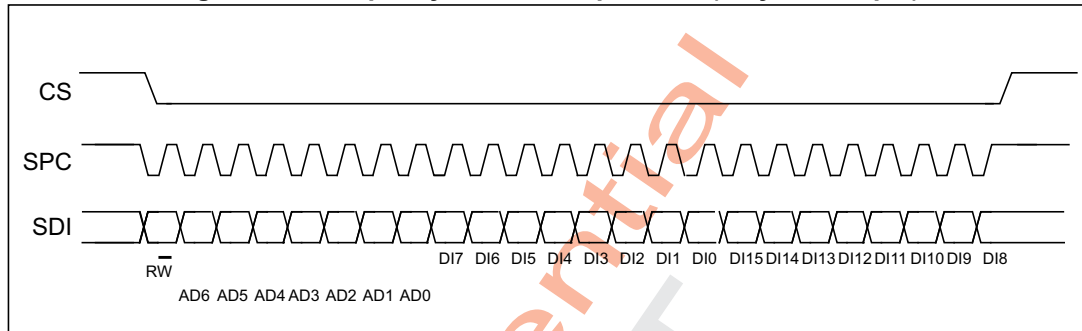 CS
SPC
SDI
RW
DI7 DI6 DI5 DI4 DI3 DI2 DI1 DI0 DI15 DI14 DI13 DI12 DI11 DI10 DI9 DI8
AD6 AD5 AD4 AD3 AD2 AD1 AD0
ential